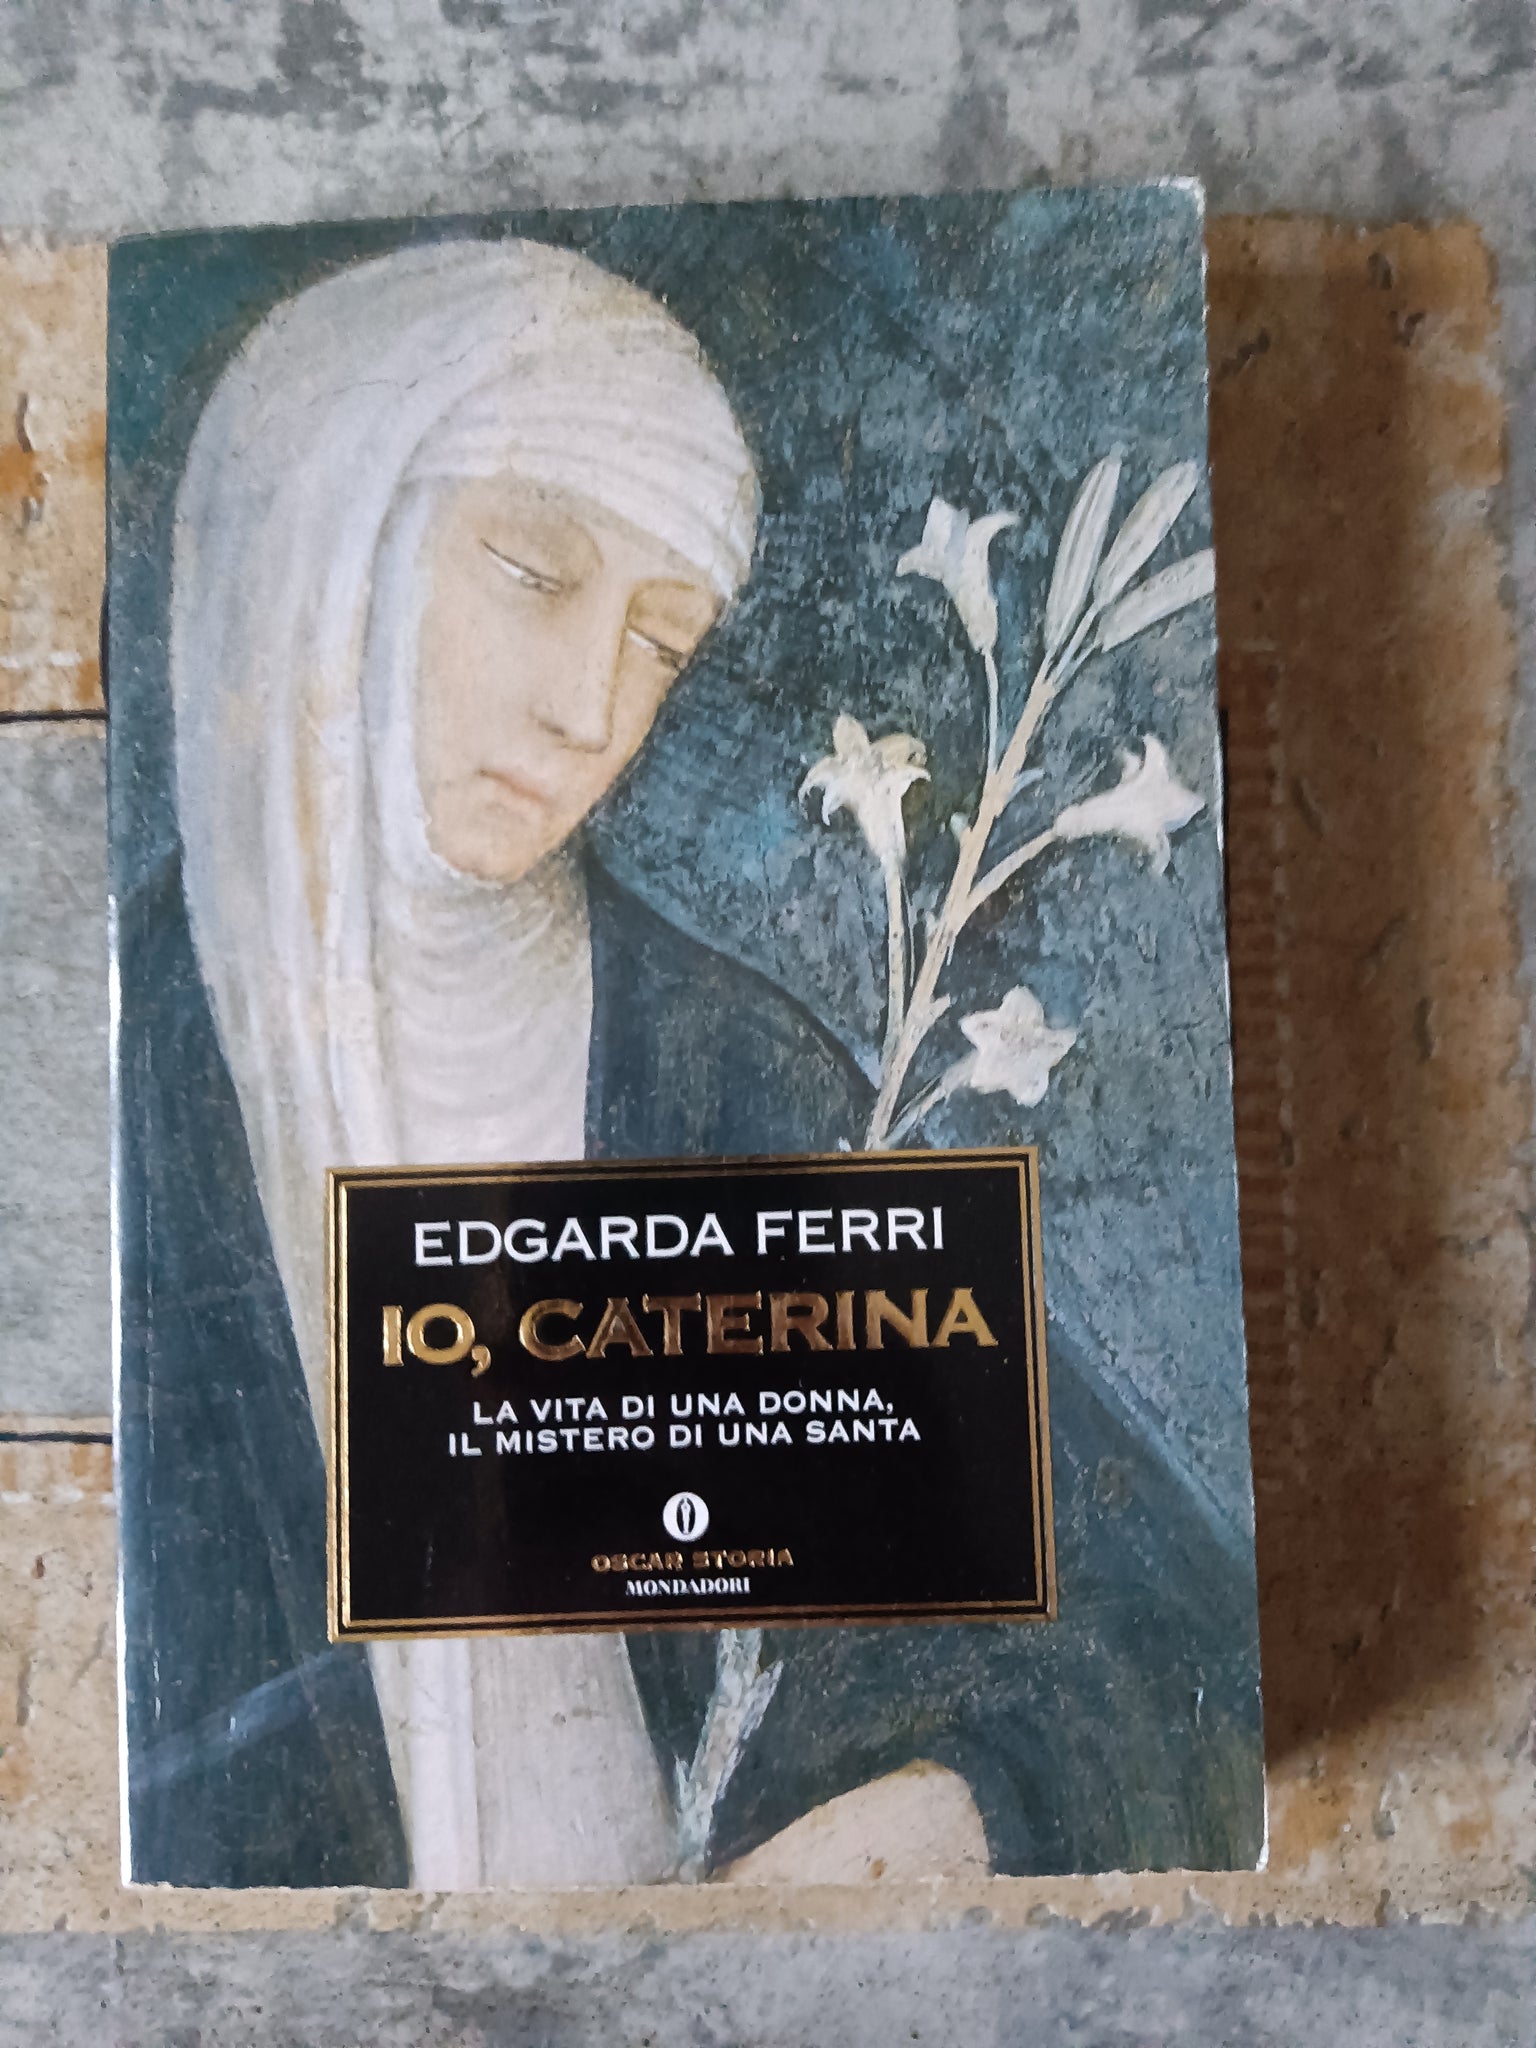 EDGARDA FERRI
IO, CATERINA
LA VITA DI UNA DONNA,
IL MISTERO DI UNA SANTA
OSCAR STORIA
MONDADORI